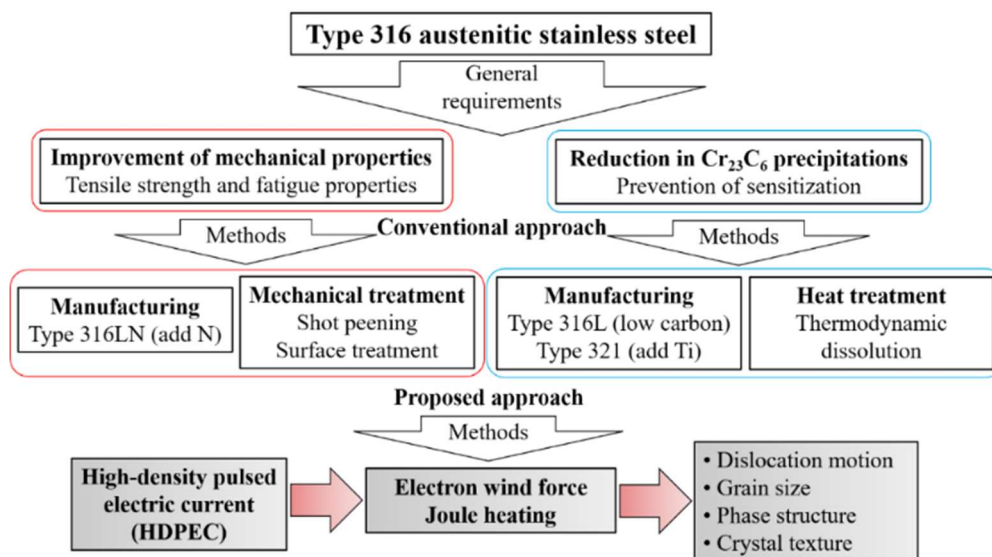 Type 316 austenitic stainless steel
General
requirements
Improvement of mechanical properties
Tensile strength and fatigue properties
Reduction in Cr₂₃C₆ precipitations
Prevention of sensitization
Conventional approach
Methods
Methods
Manufacturing
Type 316LN (add N)
Mechanical treatment
Shot peening
Surface treatment
Manufacturing
Type 316L (low carbon)
Type 321 (add Ti)
Heat treatment
Thermodynamic
dissolution
Proposed approach
Methods
High-density pulsed
electric current
(HDPEC)
Electron wind force
Joule heating
• Dislocation motion
• Grain size
• Phase structure
• Crystal texture